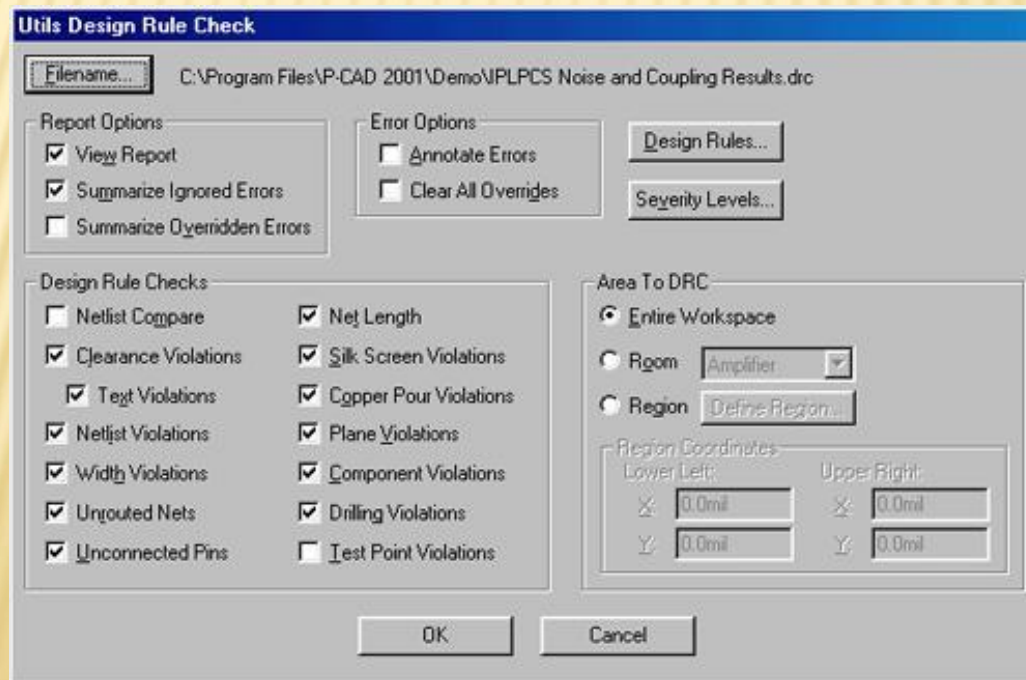 Utils Design Rule Check
Filename... C:\Program Files\P-CAD 2001\Demo\IPLPCS Noise and Coupling Results.drc
Report Options
View Report
Summarize Ignored Errors
Summarize Overridden Errors
Error Options
Annotate Errors
Clear All Overrides
Design Rules...
Severity Levels...
Design Rule Checks
Netlist Compare
Clearance Violations
Text Violations
Netlist Violations
Width Violations
Unrouted Nets
Unconnected Pins
Net Length
Silk Screen Violations
Copper Pour Violations
Plane Violations
Component Violations
Drilling Violations
Test Point Violations
Area To DRC
Entire Workspace
Room Amplifier
Region Define Region...
Region Coordinates
Lower Left: Upper Right:
X: 0.0mil X: 0.0mil
Y: 0.0mil Y: 0.0mil
OK Cancel